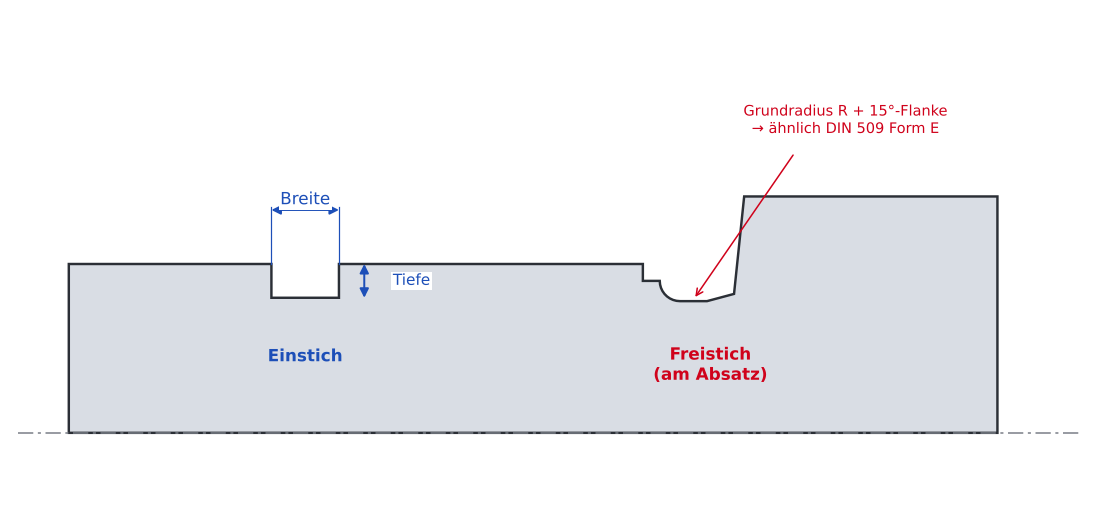 Grundradius R + 15°-Flanke
→ ähnlich DIN 509 Form E
Breite
Tiefe
Einstich
Freistich
(am Absatz)